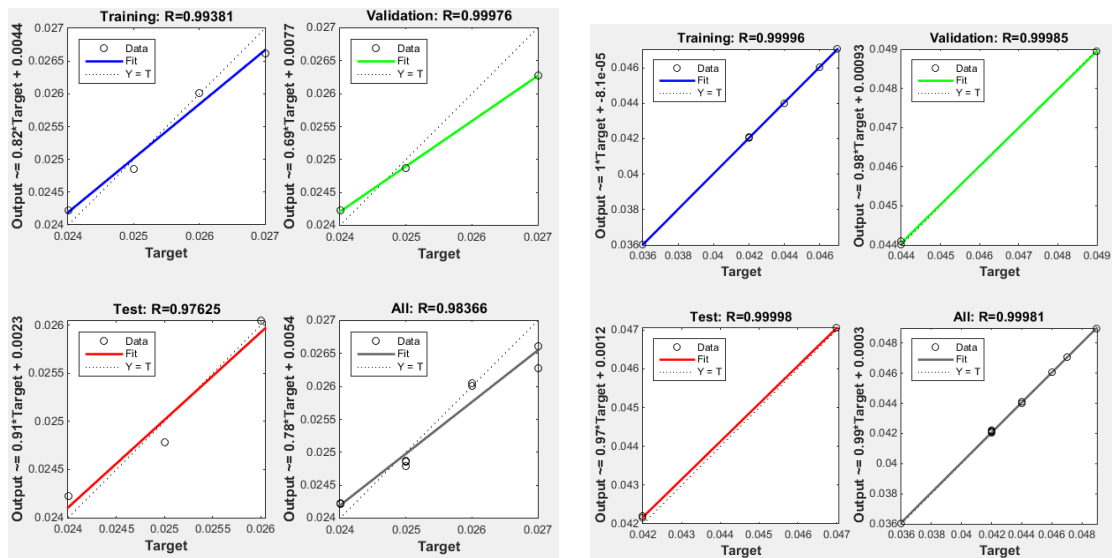 Training: R=0.99381
Output ~= 0.82*Target + 0.0044
0.027
0.0265
0.026
0.0255
0.025
0.0245
0.024
Data
Fit
Y = T
0.024
0.025
0.026
0.027
Target
Validation: R=0.99976
Output ~= 0.69*Target + 0.0077
0.027
0.0265
0.026
0.0255
0.025
0.0245
0.024
Data
Fit
Y = T
0.024
0.025
0.026
0.027
Target
Training: R=0.99996
Output ~= 1*Target + -8.1e-05
0.046
0.044
0.042
0.04
0.038
0.036
Data
Fit
Y = T
0.036
0.038
0.04
0.042
0.044
0.046
Target
Validation: R=0.99985
Output ~= 0.98*Target + 0.00093
0.049
0.048
0.047
0.046
0.045
0.044
Data
Fit
Y = T
0.044
0.045
0.046
0.047
0.048
0.049
Target
Test: R=0.97625
Output ~= 0.91*Target + 0.0023
0.026
0.0255
0.025
0.0245
0.024
Data
Fit
Y = T
0.024
0.0245
0.025
0.0255
0.026
Target
All: R=0.98366
Output ~= 0.78*Target + 0.0054
0.027
0.0265
0.026
0.0255
0.025
0.0245
0.024
Data
Fit
Y = T
0.024
0.025
0.026
0.027
Target
Test: R=0.99998
Output ~= 0.97*Target + 0.0012
0.047
0.046
0.045
0.044
0.043
0.042
Data
Fit
Y = T
0.042
0.043
0.044
0.045
0.046
0.047
Target
All: R=0.99981
Output ~= 0.99*Target + 0.0003
0.048
0.046
0.044
0.042
0.04
0.038
0.036
Data
Fit
Y = T
0.036
0.038
0.04
0.042
0.044
0.046
0.048
Target